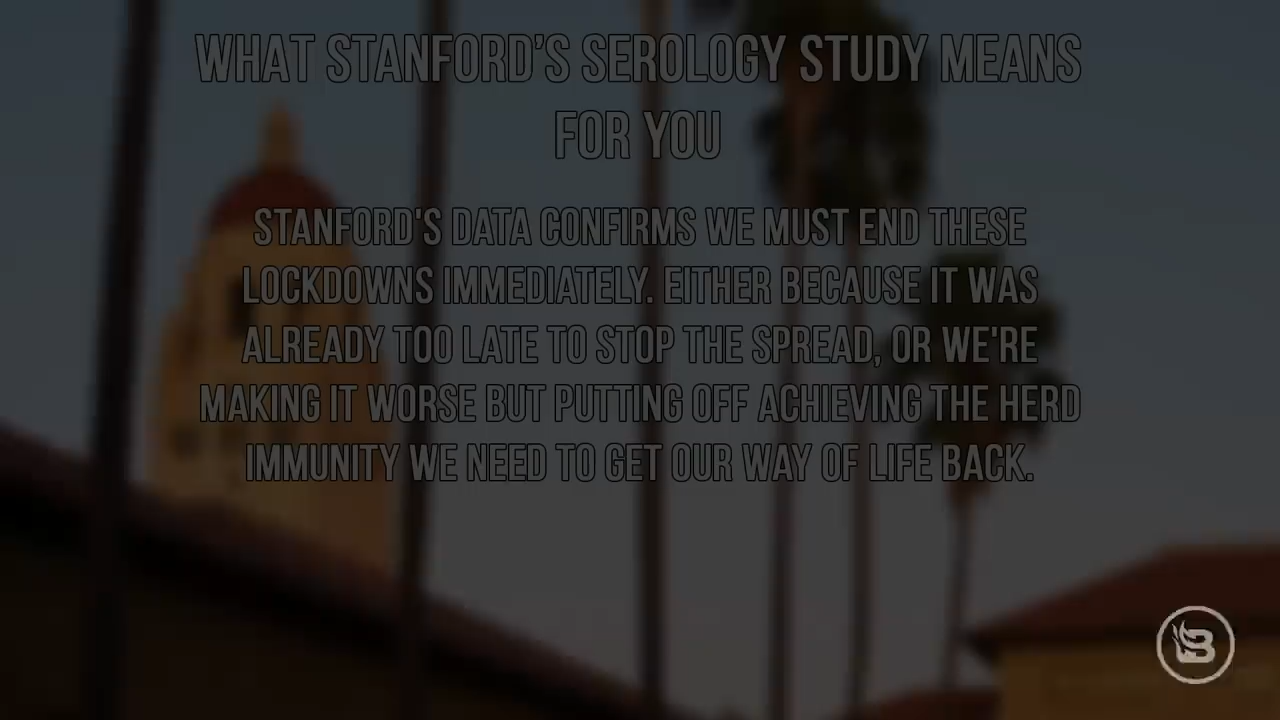 WHAT STANFORD’S SEROLOGY STUDY MEANS
FOR YOU
STANFORD'S DATA CONFIRMS WE MUST END THESE
LOCKDOWNS IMMEDIATELY. EITHER BECAUSE IT WAS
ALREADY TOO LATE TO STOP THE SPREAD, OR WE'RE
MAKING IT WORSE BUT PUTTING OFF ACHIEVING THE HERD
IMMUNITY WE NEED TO GET OUR WAY OF LIFE BACK.
B